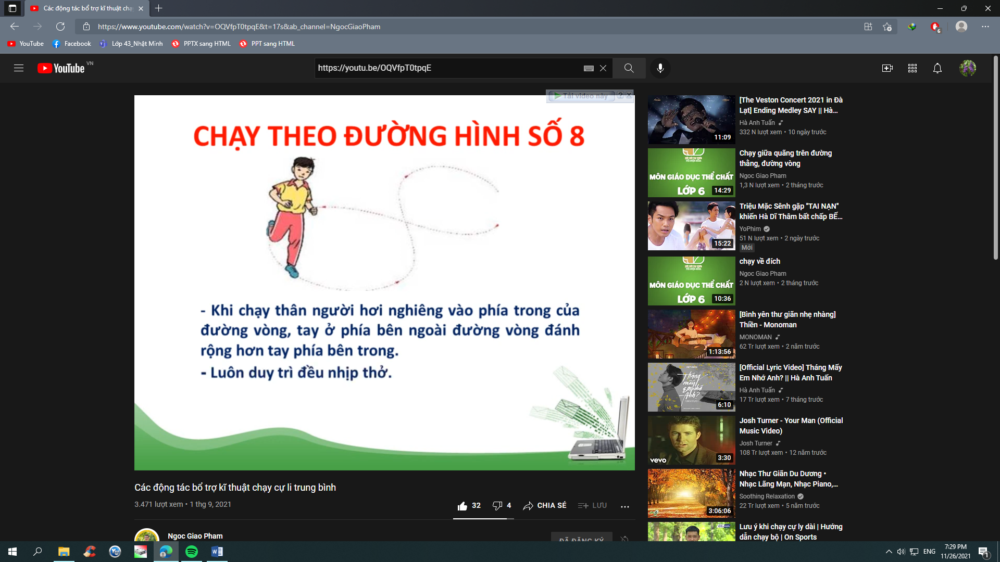 Các động tác bổ trợ kĩ thuật chạy
https://www.youtube.com/watch?v=OQVfpT0tpqE&t=17s&ab_channel=NgocGiaoPham
6
YouTube
Facebook
Lớp 43_Nhật Minh
PPTX sang HTML
PPT sang HTML
YouTube VN
https://youtu.be/OQVfpT0tpqE
Tải video này
CHẠY THEO ĐƯỜNG HÌNH SỐ 8
- Khi chạy thân người hơi nghiêng vào phía trong của
đường vòng, tay ở phía bên ngoài đường vòng đánh
rộng hơn tay phía bên trong.
- Luôn duy trì đều nhịp thở.
Các động tác bổ trợ kĩ thuật chạy cự li trung bình
3.471 lượt xem • 1 thg 9, 2021
32
4
CHIA SẺ
LƯU
Ngoc Giao Pham
ĐÃ ĐĂNG KÝ
11:09
[The Veston Concert 2021 in Đà
Lạt] Ending Medley SAY || Hà...
Hà Anh Tuấn
332 N lượt xem • 10 ngày trước
MÔN GIÁO DỤC THỂ CHẤT
LỚP 6
14:29
Chạy giữa quãng trên đường
thẳng, đường vòng
Ngoc Giao Pham
1,3 N lượt xem • 2 tháng trước
15:22
Triệu Mặc Sênh gặp "TAI NẠN"
khiến Hà Dĩ Thâm bất chấp BẾ...
YoPhim
51 N lượt xem • 2 ngày trước
Mới
MÔN GIÁO DỤC THỂ CHẤT
LỚP 6
10:36
chạy về đích
Ngoc Giao Pham
2 N lượt xem • 2 tháng trước
1:13:56
[Bình yên thư giãn nhẹ nhàng]
Thiền - Monoman
MONOMAN
62 Tr lượt xem • 2 năm trước
Tháng
mấy
em nhớ
Anh?
6:10
[Official Lyric Video] Tháng Mấy
Em Nhớ Anh? || Hà Anh Tuấn
Hà Anh Tuấn
17 Tr lượt xem • 7 tháng trước
vevo
3:30
Josh Turner - Your Man (Official
Music Video)
Josh Turner
108 Tr lượt xem • 12 năm trước
3:06:06
Nhạc Thư Giãn Du Dương •
Nhạc Lãng Mạn, Nhạc Piano,...
Soothing Relaxation
22 Tr lượt xem • 5 năm trước
Lưu ý khi chạy cự ly dài | Hướng
dẫn chạy bộ | On Sports
ENG
7:29 PM
11/26/2021
1